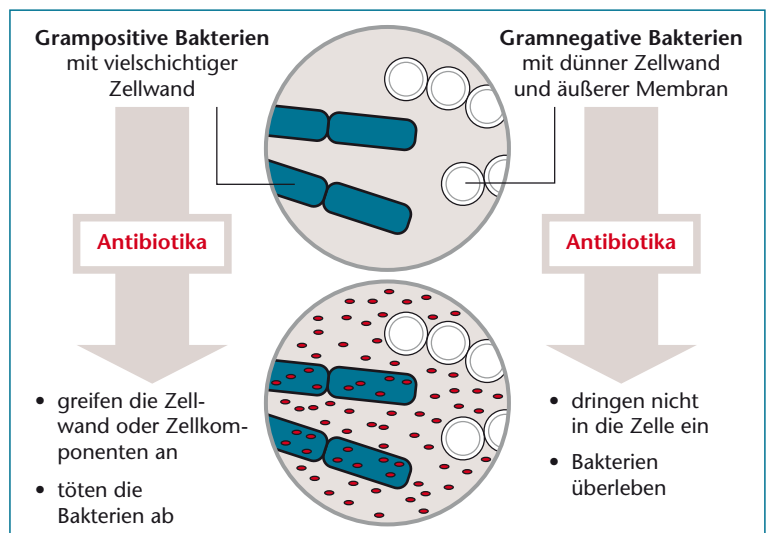 Grampositive Bakterien
mit vielschichtiger
Zellwand
Gramnegative Bakterien
mit dünner Zellwand
und äußerer Membran
Antibiotika
Antibiotika
• greifen die Zell-
wand oder Zellkom-
ponenten an
• töten die
Bakterien ab
• dringen nicht
in die Zelle ein
• Bakterien
überleben